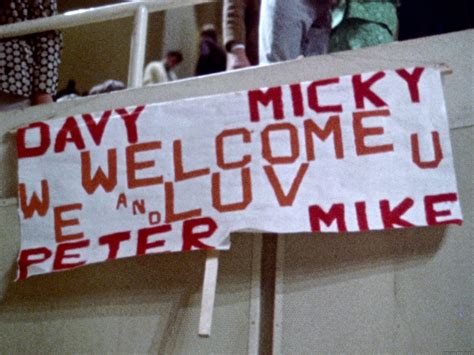 DAVY MICKY
WE WELCOME U
AND LUV
PETER MIKE